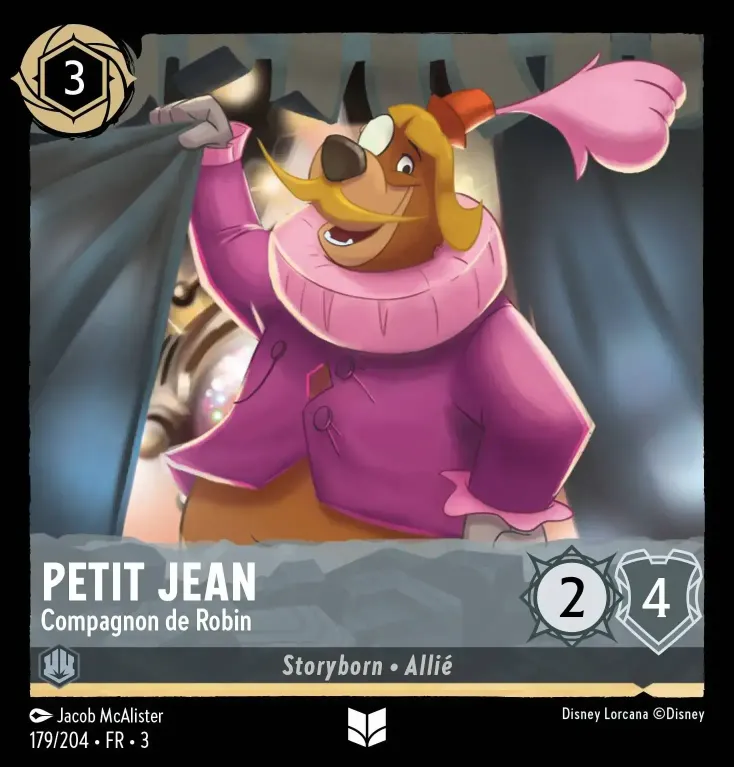 3
PETIT JEAN
Compagnon de Robin
2
4
Storyborn • Allié
Jacob McAlister
Disney Lorcana ©Disney
179/204 • FR • 3